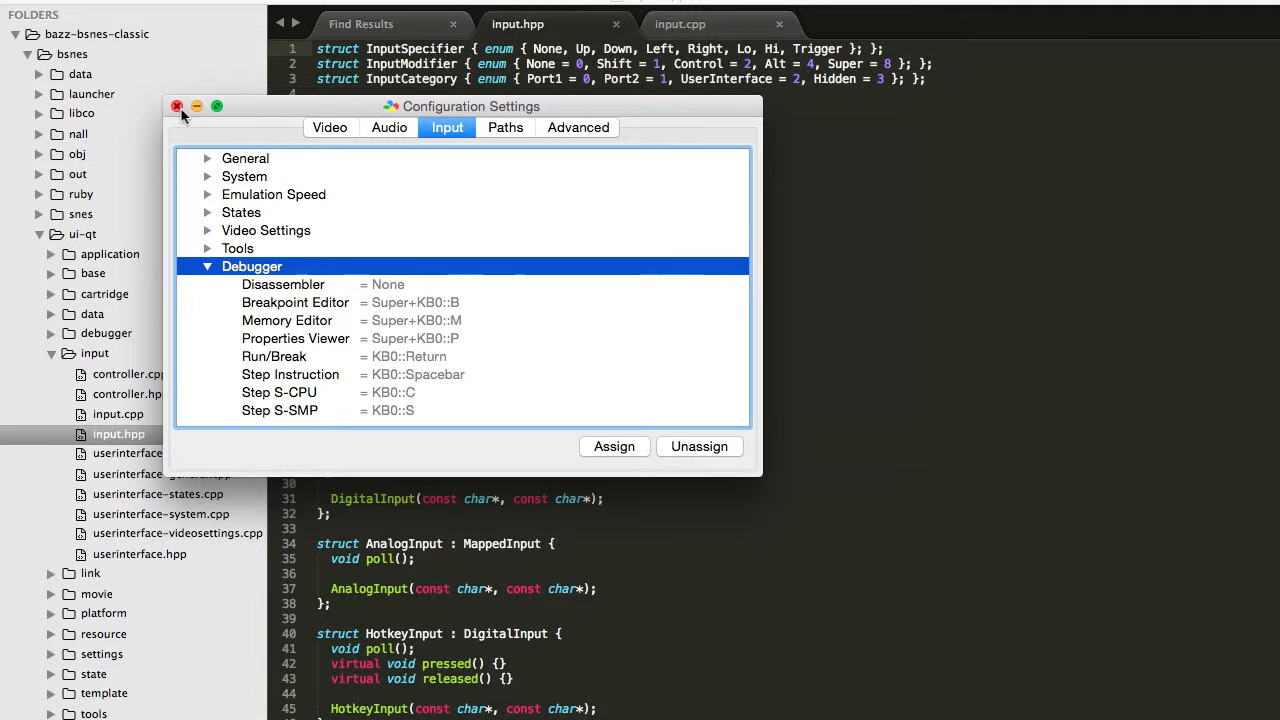 FOLDERS
bazz-bsnes-classic
bsnes
data
launcher
libco
nall
obj
out
ruby
snes
ui-qt
application
base
cartridge
data
debugger
input
controller.cpp
controller.hp
input.cpp
input.hpp
userinterface
userinterface-general.cpp
userinterface-states.cpp
userinterface-system.cpp
userinterface-videosettings.cpp
userinterface.hpp
link
movie
platform
resource
settings
state
template
tools
Find Results
input.hpp
input.cpp
1 struct InputSpecifier { enum { None, Up, Down, Left, Right, Lo, Hi, Trigger }; };
2 struct InputModifier { enum { None = 0, Shift = 1, Control = 2, Alt = 4, Super = 8 }; };
3 struct InputCategory { enum { Port1 = 0, Port2 = 1, UserInterface = 2, Hidden = 3 }; };
4
Configuration Settings
Video Audio Input Paths Advanced
General
System
Emulation Speed
States
Video Settings
Tools
Debugger
Disassembler = None
Breakpoint Editor = Super+KB0::B
Memory Editor = Super+KB0::M
Properties Viewer = Super+KB0::P
Run/Break = KB0::Return
Step Instruction = KB0::Spacebar
Step S-CPU = KB0::C
Step S-SMP = KB0::S
Assign Unassign
30
31 DigitalInput(const char*, const char*);
32 };
33
34 struct AnalogInput : MappedInput {
35 void poll();
36
37 AnalogInput(const char*, const char*);
38 };
39
40 struct HotkeyInput : DigitalInput {
41 void poll();
42 virtual void pressed() {}
43 virtual void released() {}
44
45 HotkeyInput(const char*, const char*);